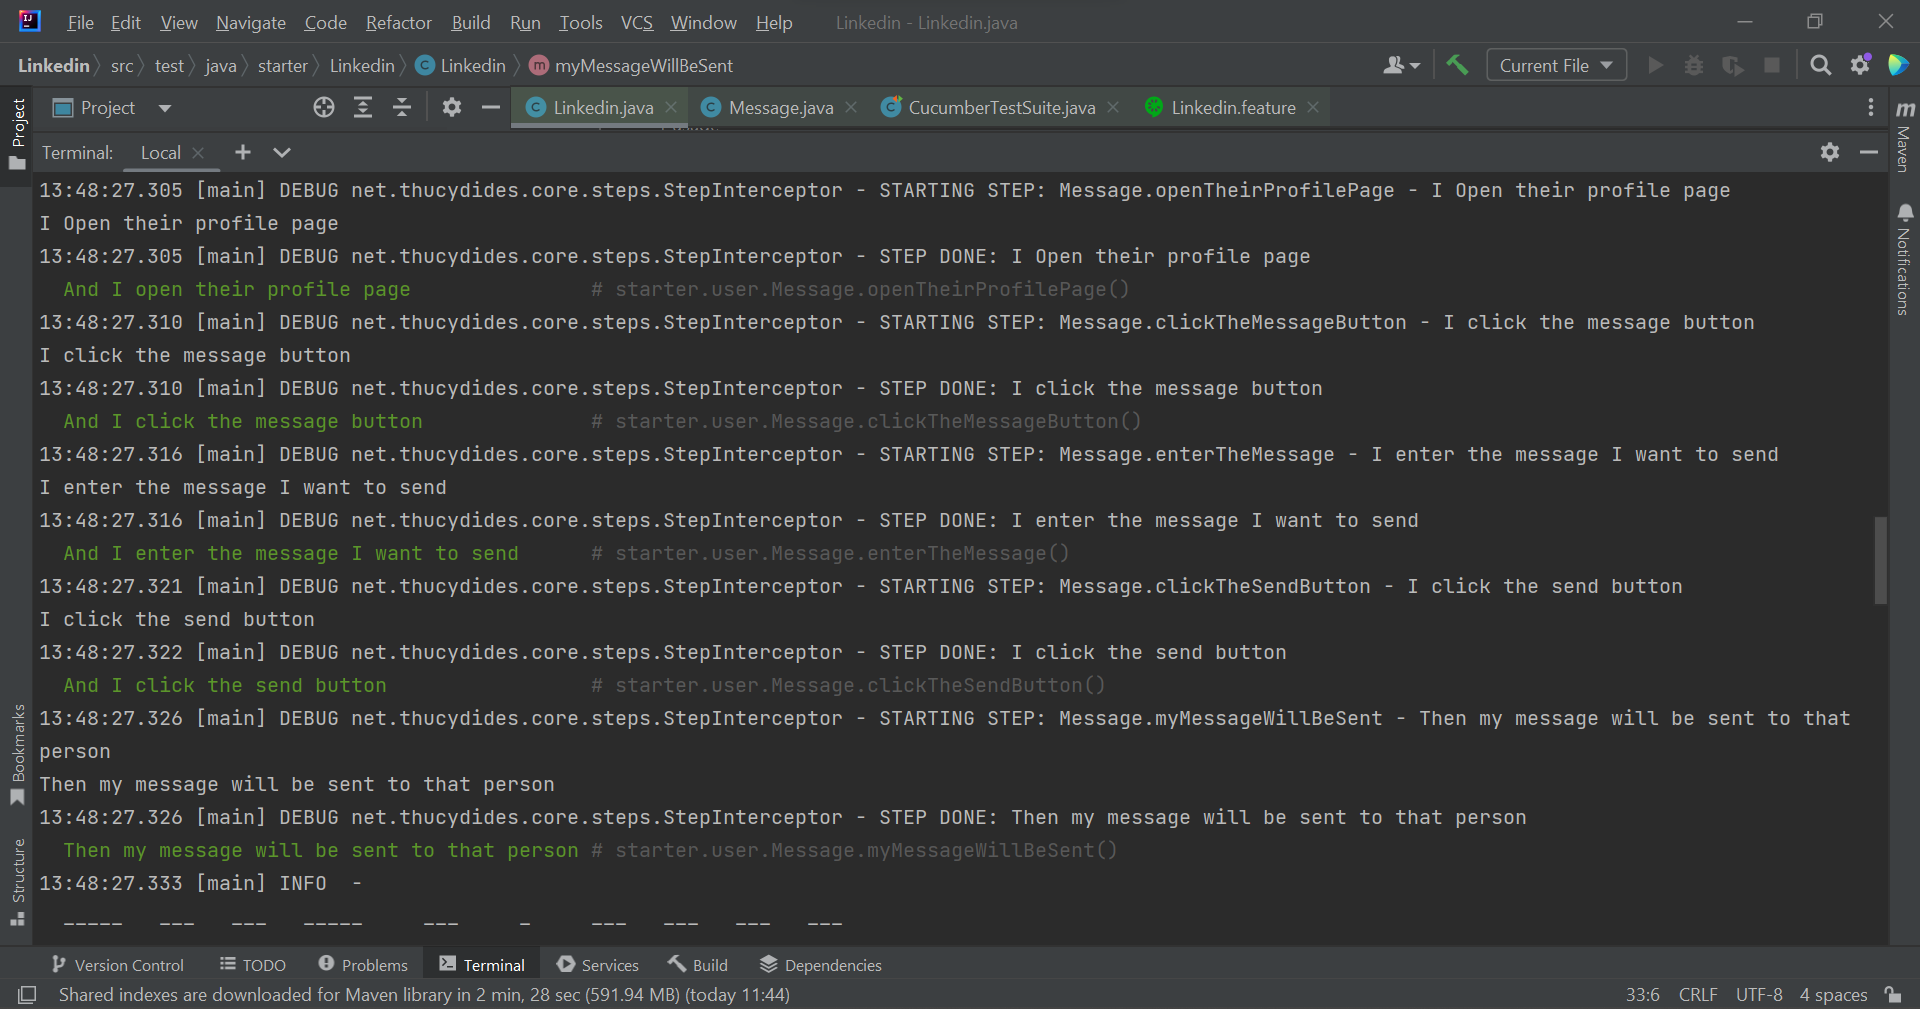 File Edit View Navigate Code Refactor Build Run Tools VCS Window Help Linkedin - Linkedin.java
Linkedin src test java starter Linkedin C Linkedin m myMessageWillBeSent Current File
Project Linkedin.java Message.java CucumberTestSuite.java Linkedin.feature
Terminal: Local
13:48:27.305 [main] DEBUG net.thucydides.core.steps.StepInterceptor - STARTING STEP: Message.openTheirProfilePage - I Open their profile page
I Open their profile page
13:48:27.305 [main] DEBUG net.thucydides.core.steps.StepInterceptor - STEP DONE: I Open their profile page
And I open their profile page # starter.user.Message.openTheirProfilePage()
13:48:27.310 [main] DEBUG net.thucydides.core.steps.StepInterceptor - STARTING STEP: Message.clickTheMessageButton - I click the message button
I click the message button
13:48:27.310 [main] DEBUG net.thucydides.core.steps.StepInterceptor - STEP DONE: I click the message button
And I click the message button # starter.user.Message.clickTheMessageButton()
13:48:27.316 [main] DEBUG net.thucydides.core.steps.StepInterceptor - STARTING STEP: Message.enterTheMessage - I enter the message I want to send
I enter the message I want to send
13:48:27.316 [main] DEBUG net.thucydides.core.steps.StepInterceptor - STEP DONE: I enter the message I want to send
And I enter the message I want to send # starter.user.Message.enterTheMessage()
13:48:27.321 [main] DEBUG net.thucydides.core.steps.StepInterceptor - STARTING STEP: Message.clickTheSendButton - I click the send button
I click the send button
13:48:27.322 [main] DEBUG net.thucydides.core.steps.StepInterceptor - STEP DONE: I click the send button
And I click the send button # starter.user.Message.clickTheSendButton()
13:48:27.326 [main] DEBUG net.thucydides.core.steps.StepInterceptor - STARTING STEP: Message.myMessageWillBeSent - Then my message will be sent to that
person
Then my message will be sent to that person
13:48:27.326 [main] DEBUG net.thucydides.core.steps.StepInterceptor - STEP DONE: Then my message will be sent to that person
Then my message will be sent to that person # starter.user.Message.myMessageWillBeSent()
13:48:27.333 [main] INFO -
_____ ___ ___ _____ ___ _ ___ ___ ___ ___
Project
Bookmarks
Structure
m Maven
Notifications
Version Control TODO Problems Terminal Services Build Dependencies
Shared indexes are downloaded for Maven library in 2 min, 28 sec (591.94 MB) (today 11:44) 33:6 CRLF UTF-8 4 spaces